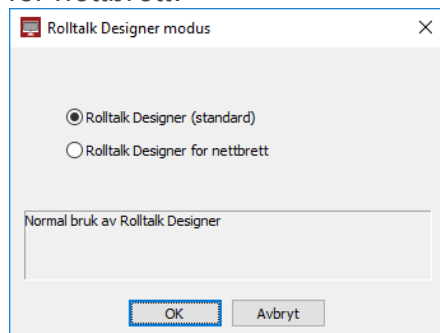 Rolltalk Designer modus
Rolltalk Designer (standard)
Rolltalk Designer for nettbrett
Normal bruk av Rolltalk Designer
OK
Avbryt